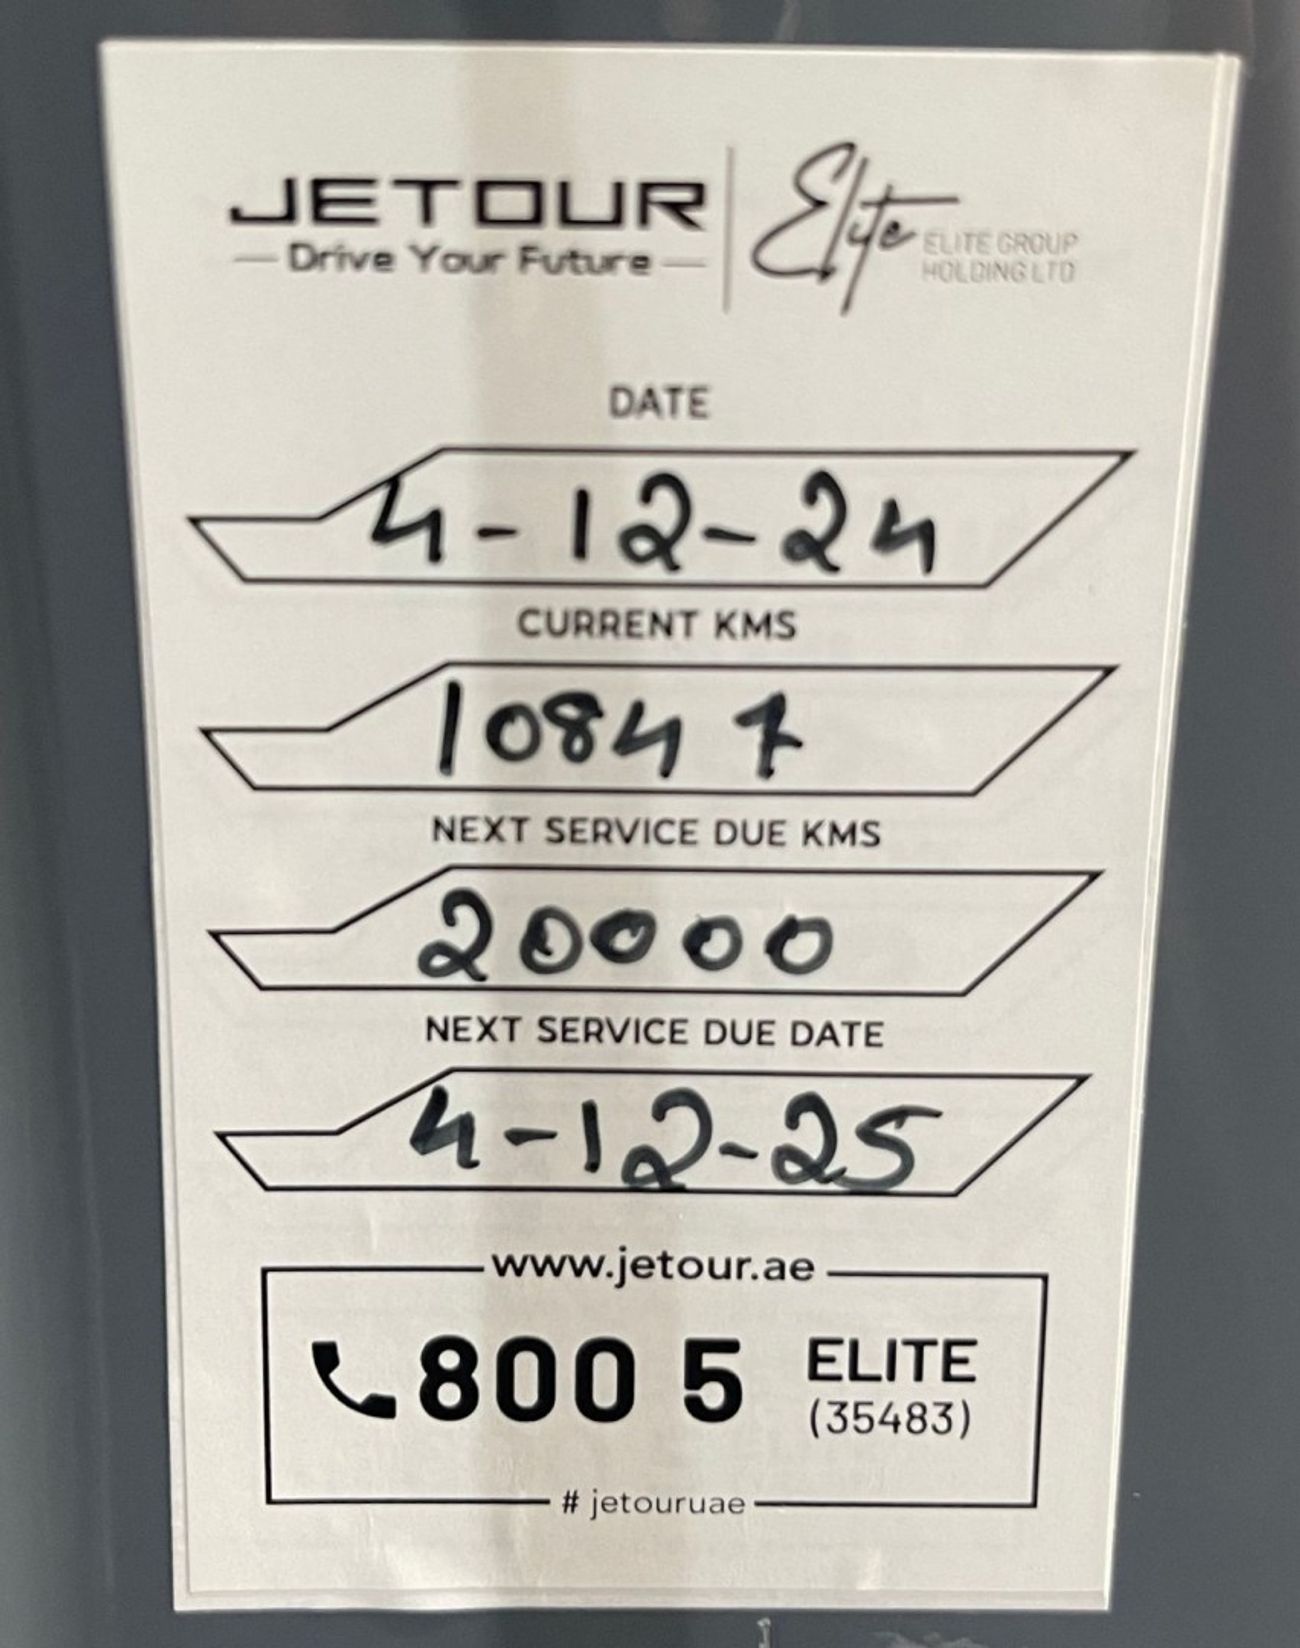 JETOUR
Drive Your Future
Elite
ELITE GROUP
HOLDING LTD
DATE
4-12-24
CURRENT KMS
10847
NEXT SERVICE DUE KMS
20000
NEXT SERVICE DUE DATE
4-12-25
www.jetour.ae
800 5 ELITE
(35483)
# jetouruae